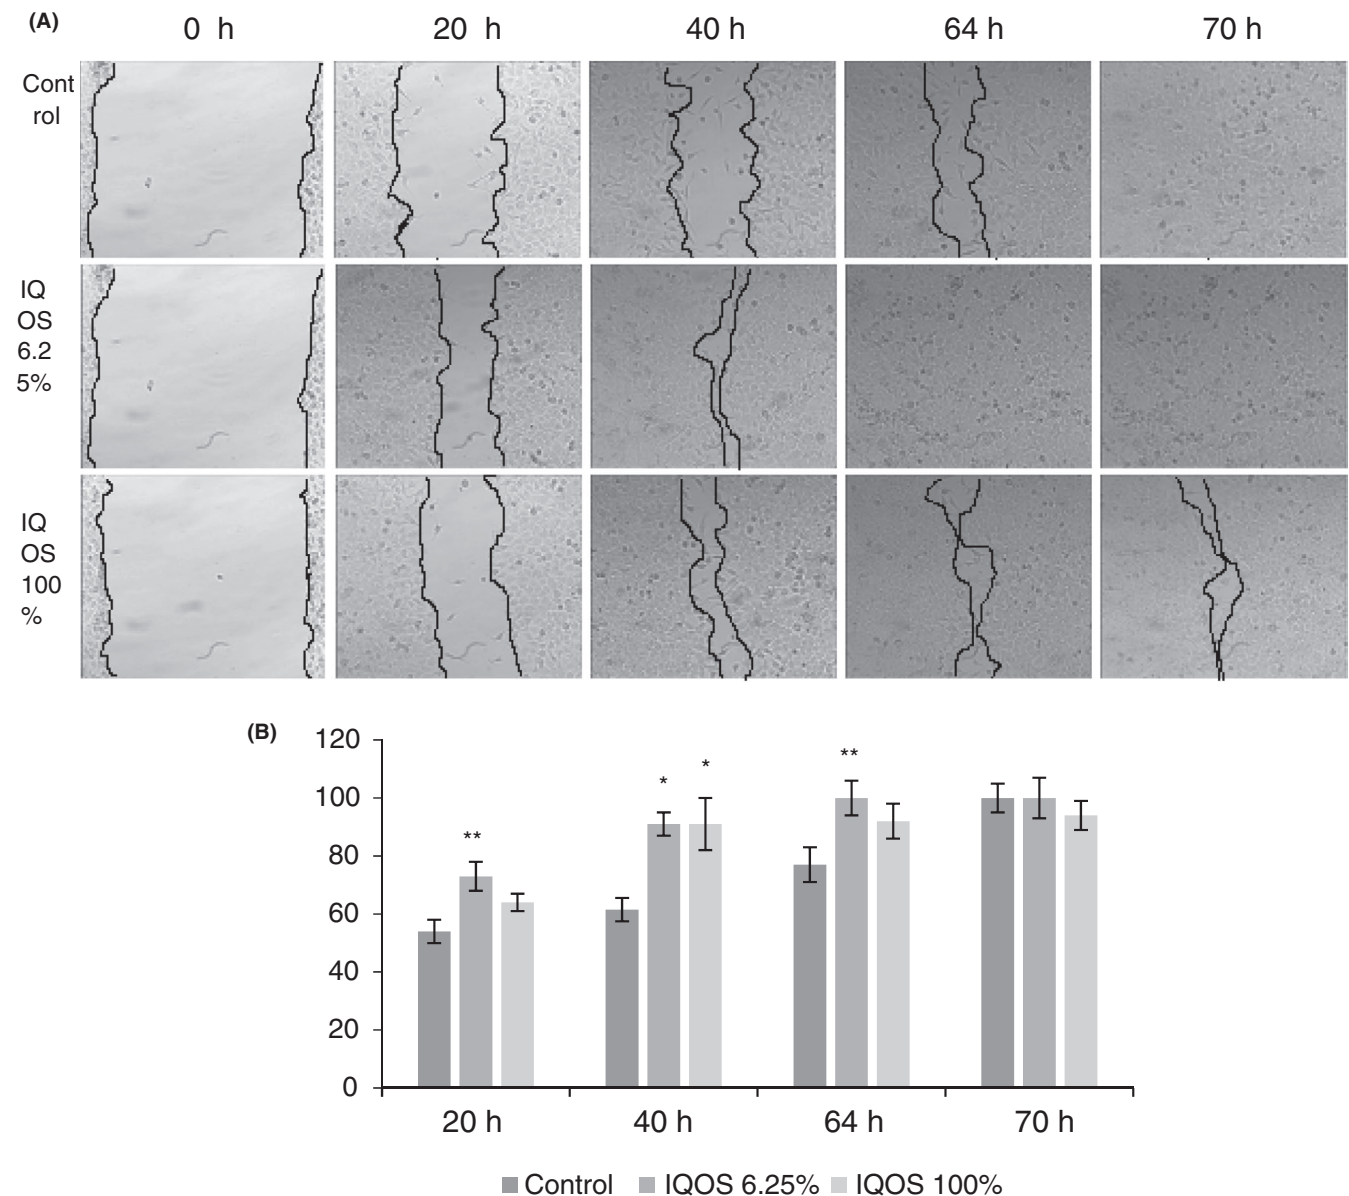 (A)
0 h 20 h 40 h 64 h 70 h
Cont
rol
IQ
OS
6.2
5%
IQ
OS
100
%
(B)
120
100
80
60
40
20
0
**
*
*
**
20 h 40 h 64 h 70 h
Control IQOS 6.25% IQOS 100%